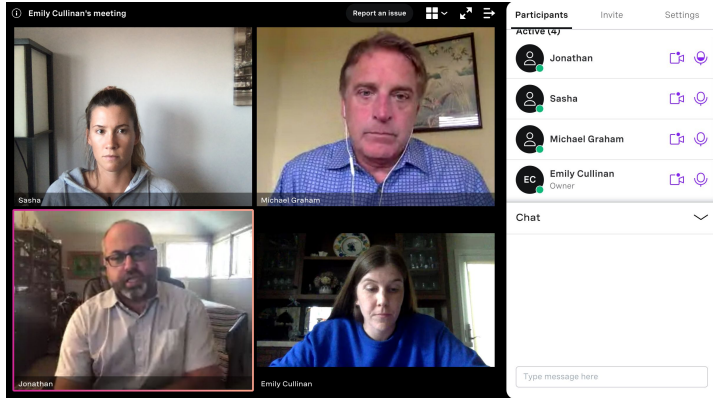 Emily Cullinan's meeting
Report an issue
Sasha
Michael Graham
Jonathan
Emily Cullinan
Participants
Invite
Settings
Active (4)
Jonathan
Sasha
Michael Graham
EC
Emily Cullinan
Owner
Chat
Type message here